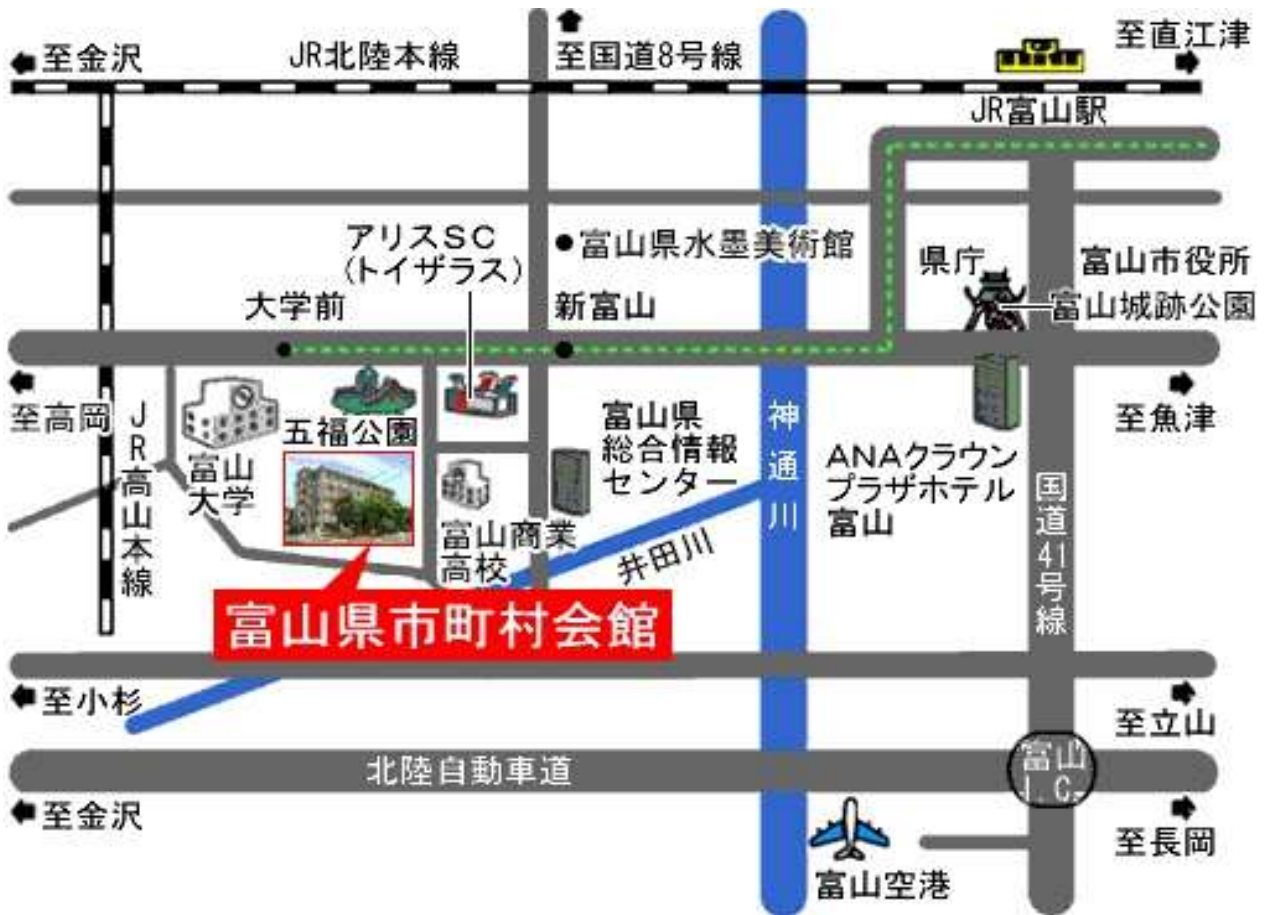 至直江津
至金沢
JR北陸本線
至国道8号線
JR富山駅
アリスSC
(トイザラス)
富山県水墨美術館
県庁
富山市役所
大学前
新富山
富山城跡公園
至高岡
至魚津
JR高山本線
富山
大学
五福公園
富山県
総合情報
センター
神通川
ANAクラウン
プラザホテル
富山
国道41号線
富山商業
高校
井田川
富山県市町村会館
至小杉
至立山
北陸自動車道
富山
I.C.
至金沢
至長岡
富山空港